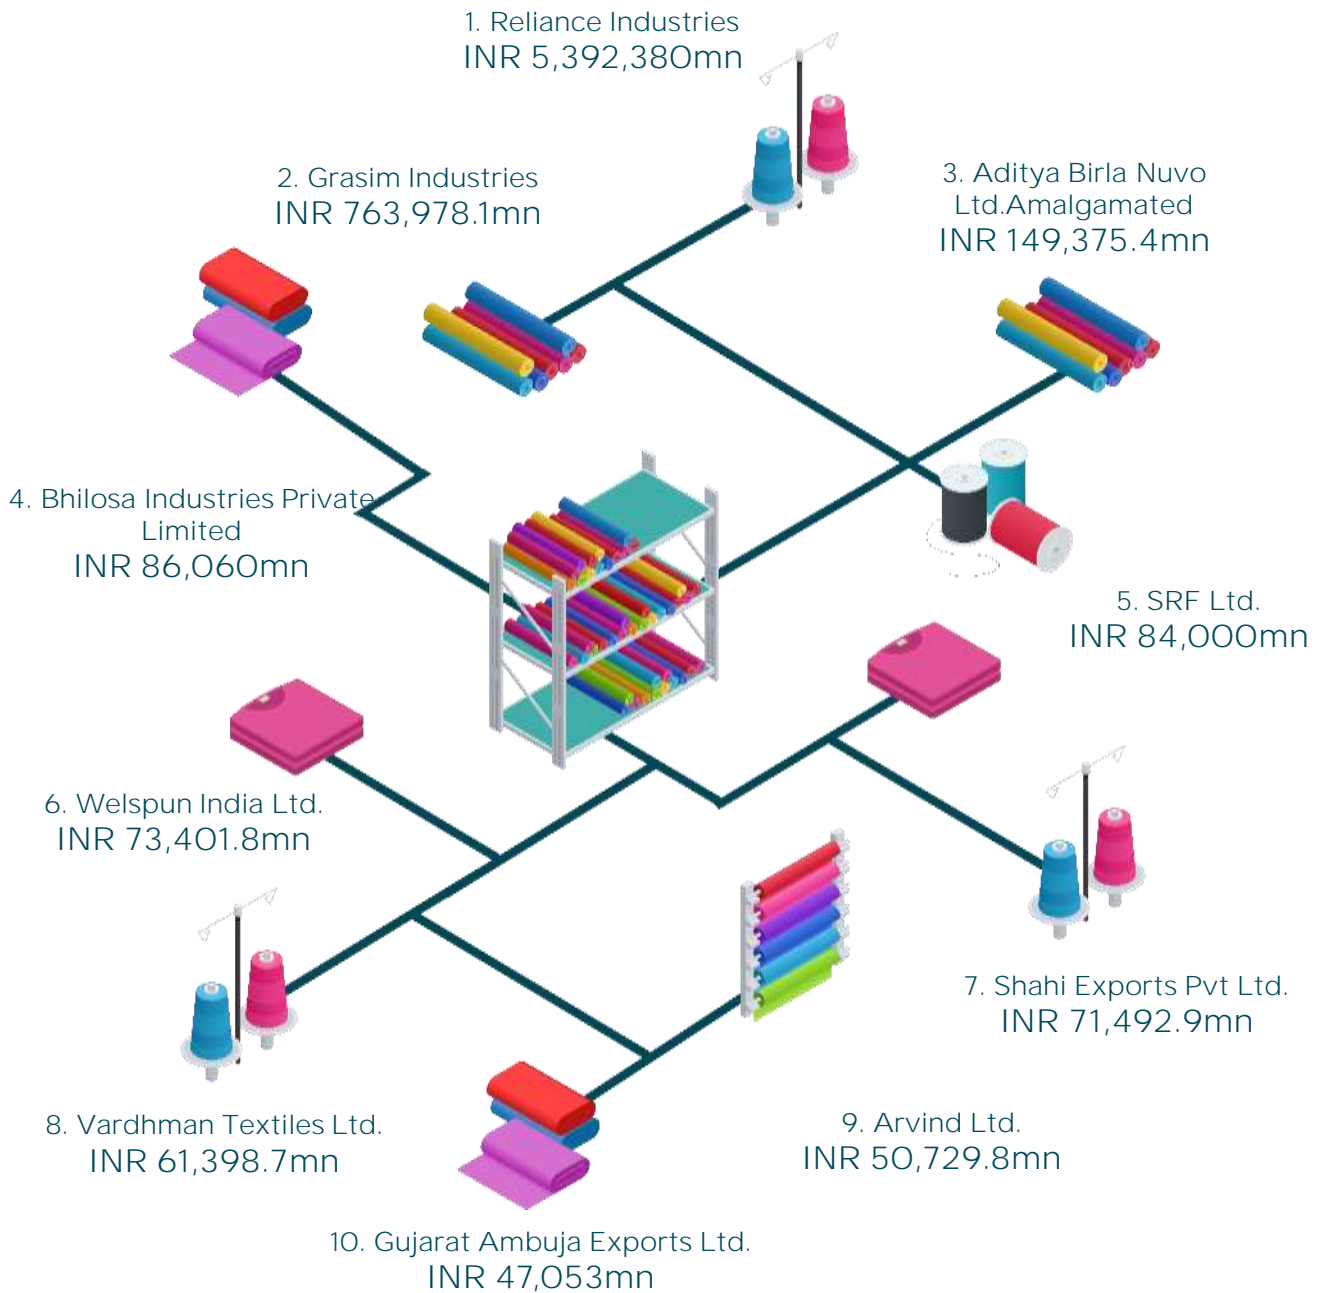 1. Reliance Industries
INR 5,392,380mn
2. Grasim Industries
INR 763,978.1mn
3. Aditya Birla Nuvo
Ltd.Amalgamated
INR 149,375.4mn
4. Bhilosa Industries Private
Limited
INR 86,060mn
5. SRF Ltd.
INR 84,000mn
6. Welspun India Ltd.
INR 73,401.8mn
7. Shahi Exports Pvt Ltd.
INR 71,492.9mn
8. Vardhman Textiles Ltd.
INR 61,398.7mn
9. Arvind Ltd.
INR 50,729.8mn
10. Gujarat Ambuja Exports Ltd.
INR 47,053mn